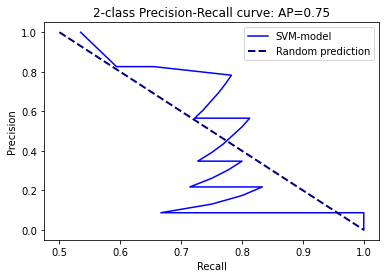 2-class Precision-Recall curve: AP=0.75
SVM-model
Random prediction
1.0
0.8
0.6
0.4
0.2
0.0
Precision
0.5 0.6 0.7 0.8 0.9 1.0
Recall